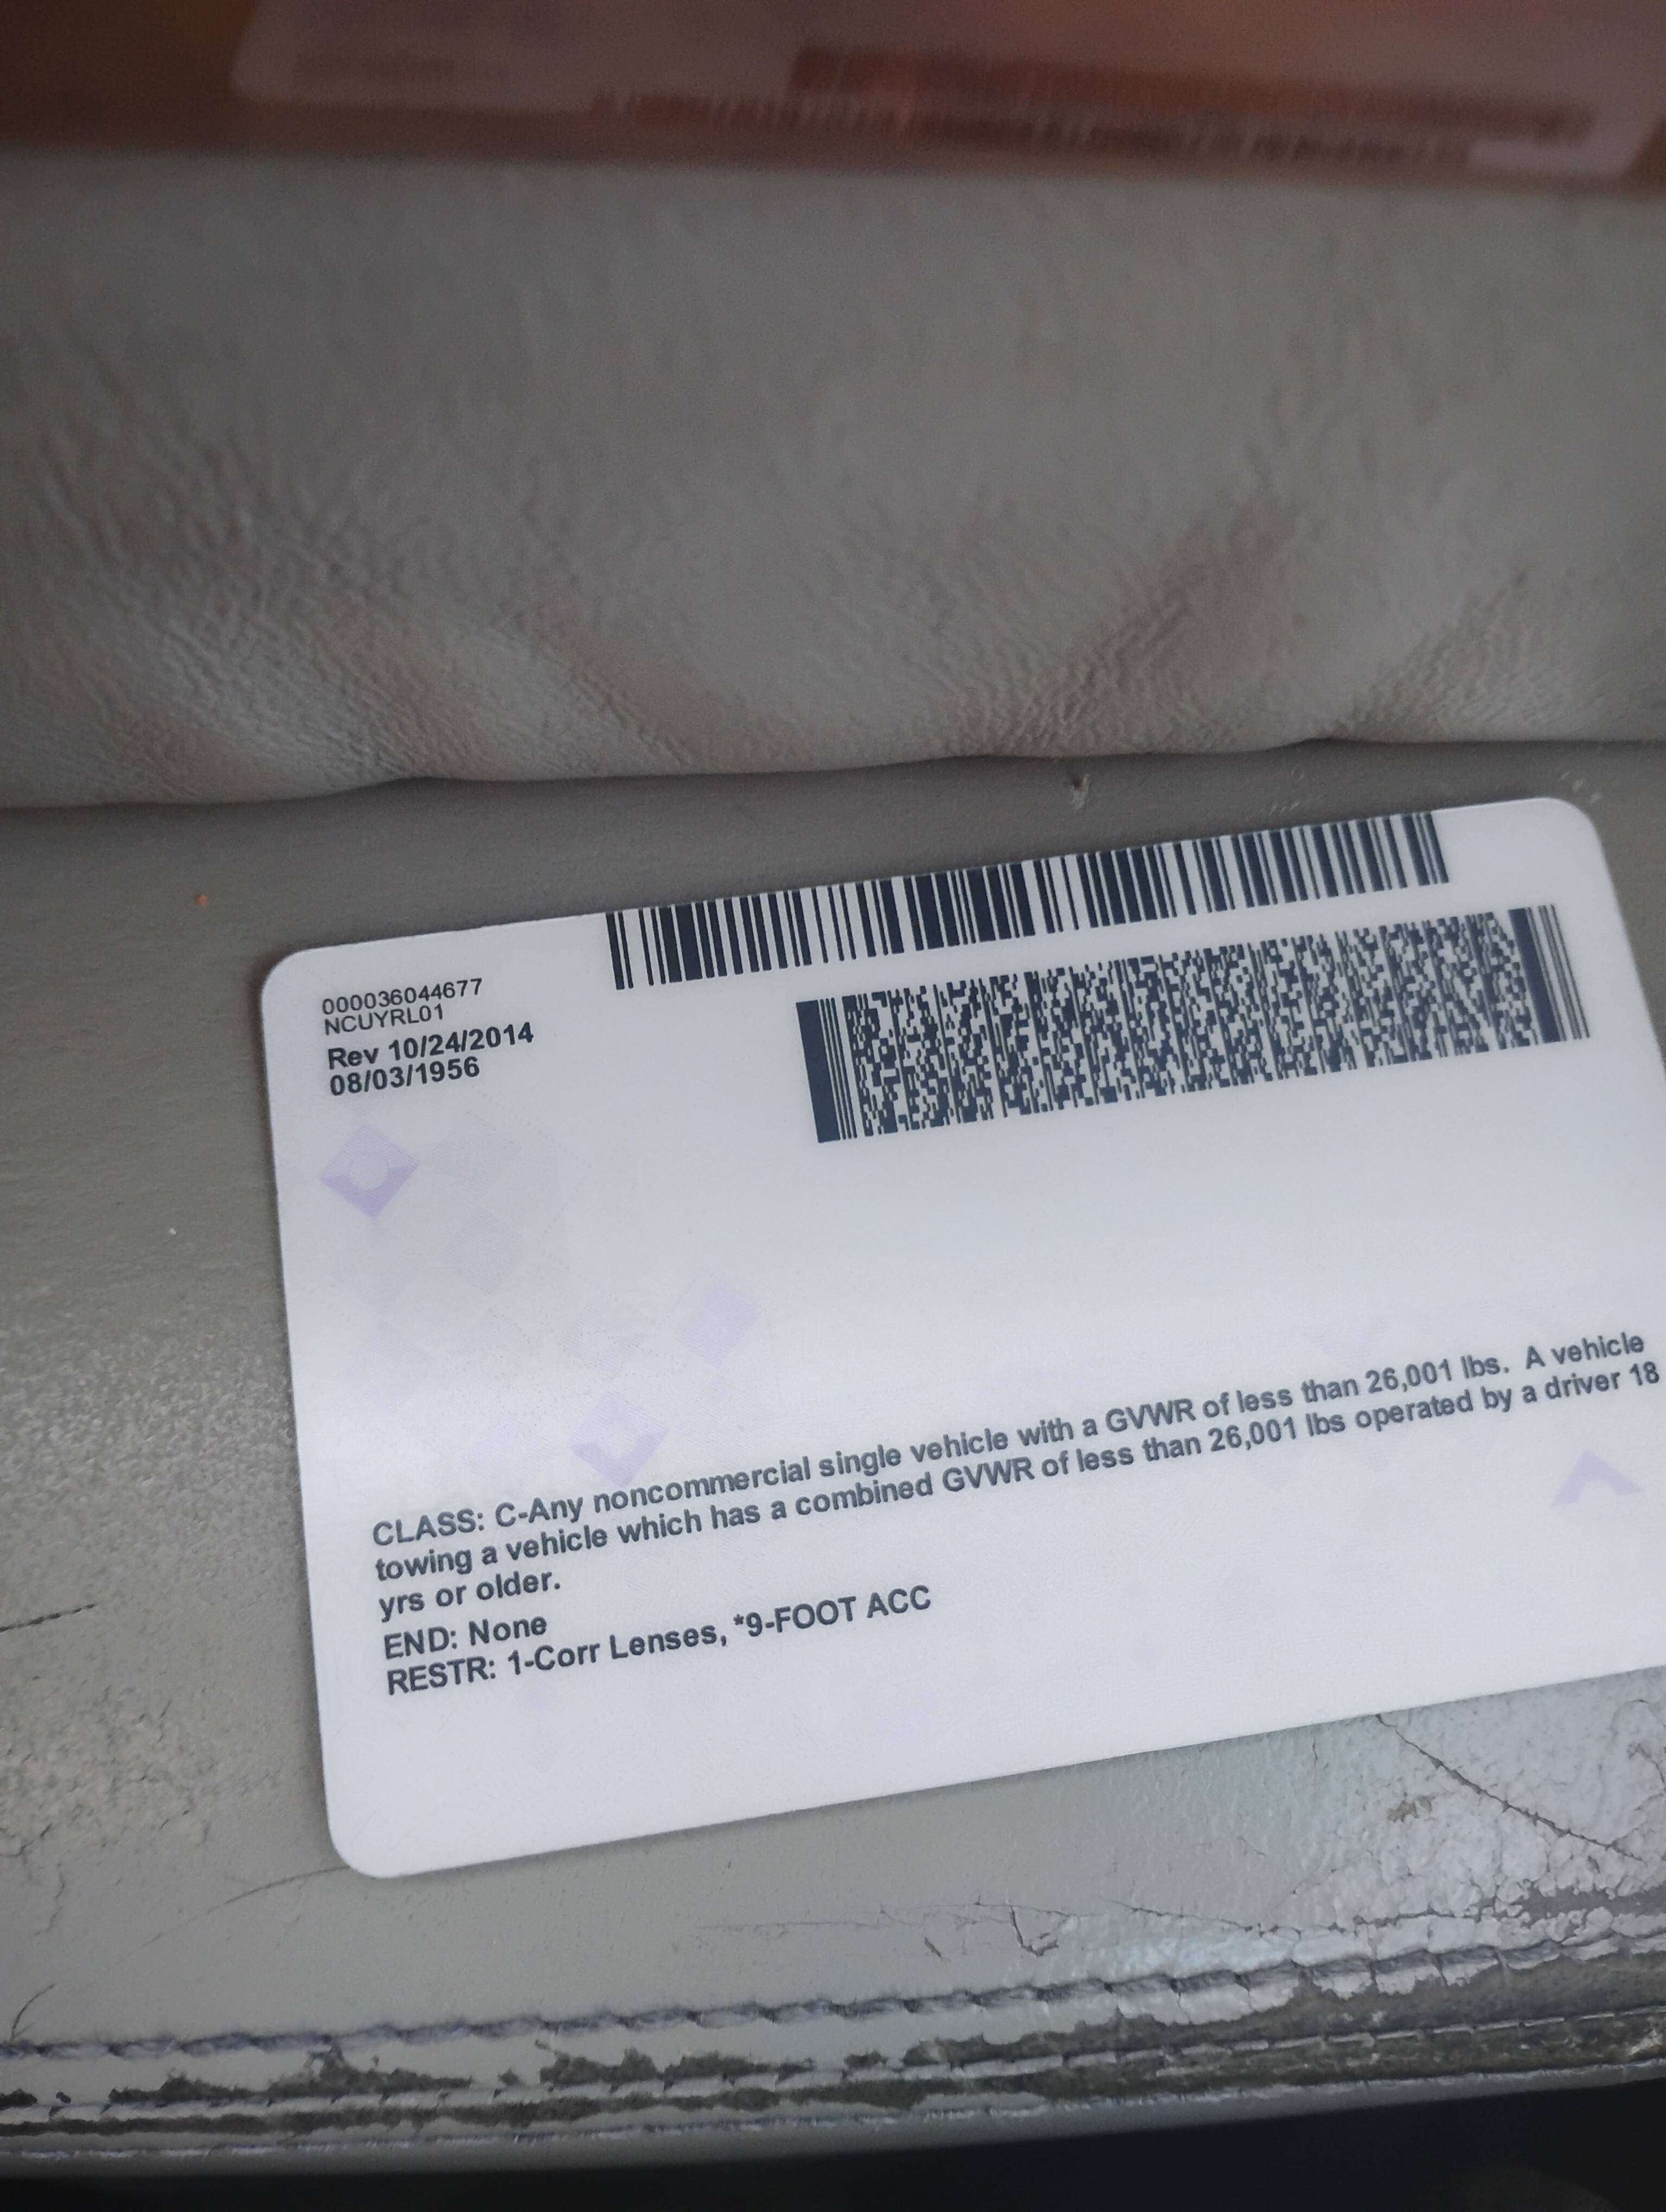 000036044677
NCUYRL01
Rev 10/24/2014
08/03/1956
CLASS: C-Any noncommercial single vehicle with a GVWR of less than 26,001 lbs. A vehicle
towing a vehicle which has a combined GVWR of less than 26,001 lbs operated by a driver 18
yrs or older.
END: None
RESTR: 1-Corr Lenses, *9-FOOT ACC